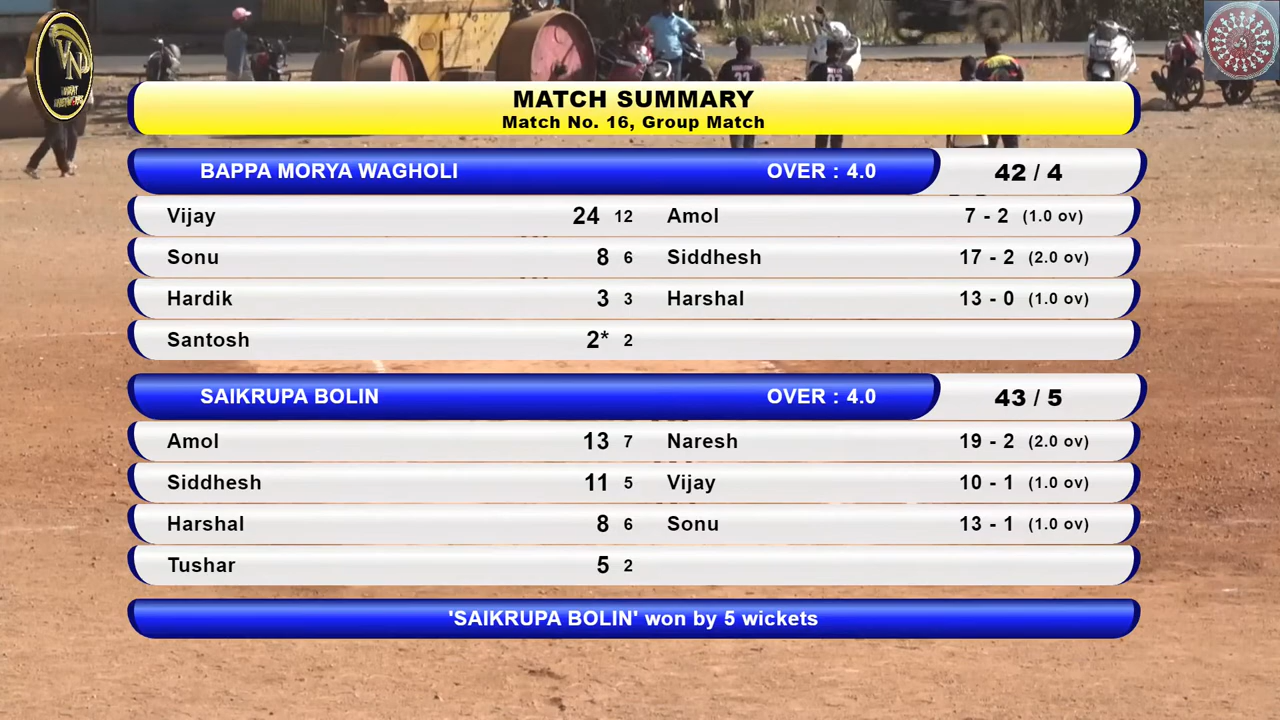 MATCH SUMMARY
Match No. 16, Group Match
BAPPA MORYA WAGHOLI OVER : 4.0 42 / 4
Vijay 24 12 Amol 7 - 2 (1.0 ov)
Sonu 8 6 Siddhesh 17 - 2 (2.0 ov)
Hardik 3 3 Harshal 13 - 0 (1.0 ov)
Santosh 2* 2
SAIKRUPA BOLIN OVER : 4.0 43 / 5
Amol 13 7 Naresh 19 - 2 (2.0 ov)
Siddhesh 11 5 Vijay 10 - 1 (1.0 ov)
Harshal 8 6 Sonu 13 - 1 (1.0 ov)
Tushar 5 2
'SAIKRUPA BOLIN' won by 5 wickets